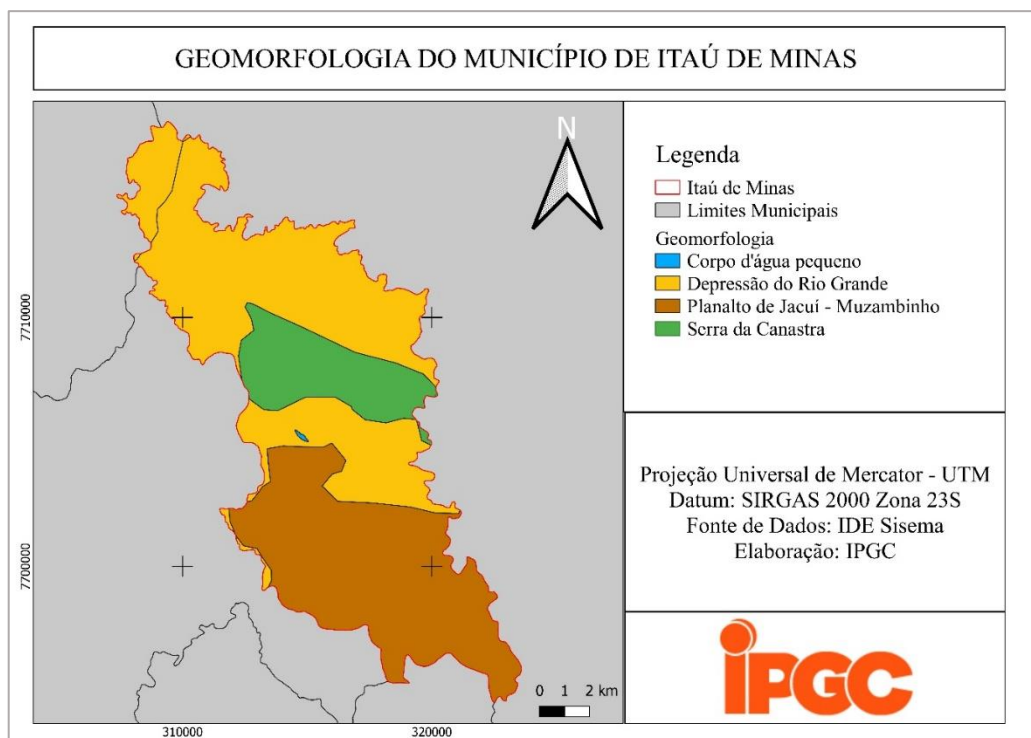 GEOMORFOLOGIA DO MUNICÍPIO DE ITAÚ DE MINAS
N
7710000
7700000
310000
320000
0 1 2 km
Legenda
Itaú de Minas
Limites Municipais
Geomorfologia
Corpo d'água pequeno
Depressão do Rio Grande
Planalto de Jacuí - Muzambinho
Serra da Canastra
Projeção Universal de Mercator - UTM
Datum: SIRGAS 2000 Zona 23S
Fonte de Dados: IDE Sisema
Elaboração: IPGC
iPGC